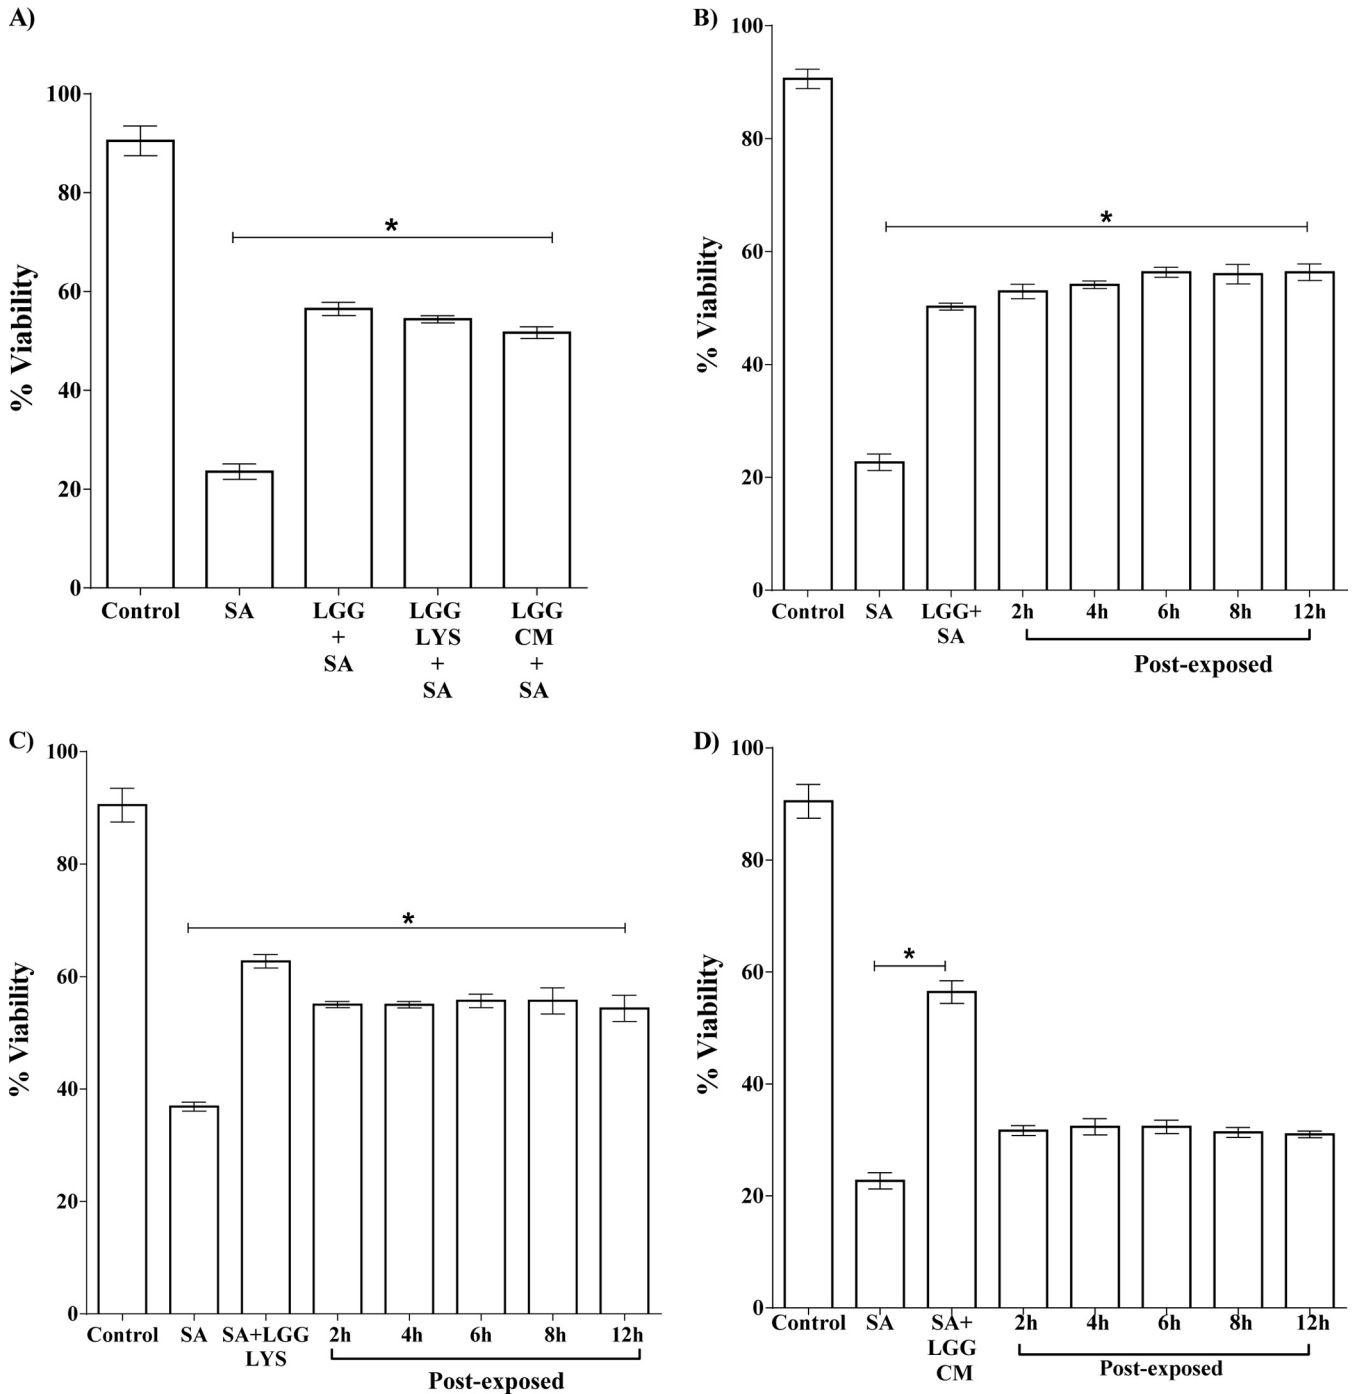 A)
% Viability
100
80
60
40
20
0
*
Control SA LGG LGG LGG
+ LYS CM
SA + +
SA SA
B)
% Viability
100
80
60
40
20
0
*
Control SA LGG+ 2h 4h 6h 8h 12h
SA
Post-exposed
C)
% Viability
100
80
60
40
20
0
*
Control SA SA+LGG 2h 4h 6h 8h 12h
LYS
Post-exposed
D)
% Viability
100
80
60
40
20
0
*
Control SA SA+ 2h 4h 6h 8h 12h
LGG
CM
Post-exposed